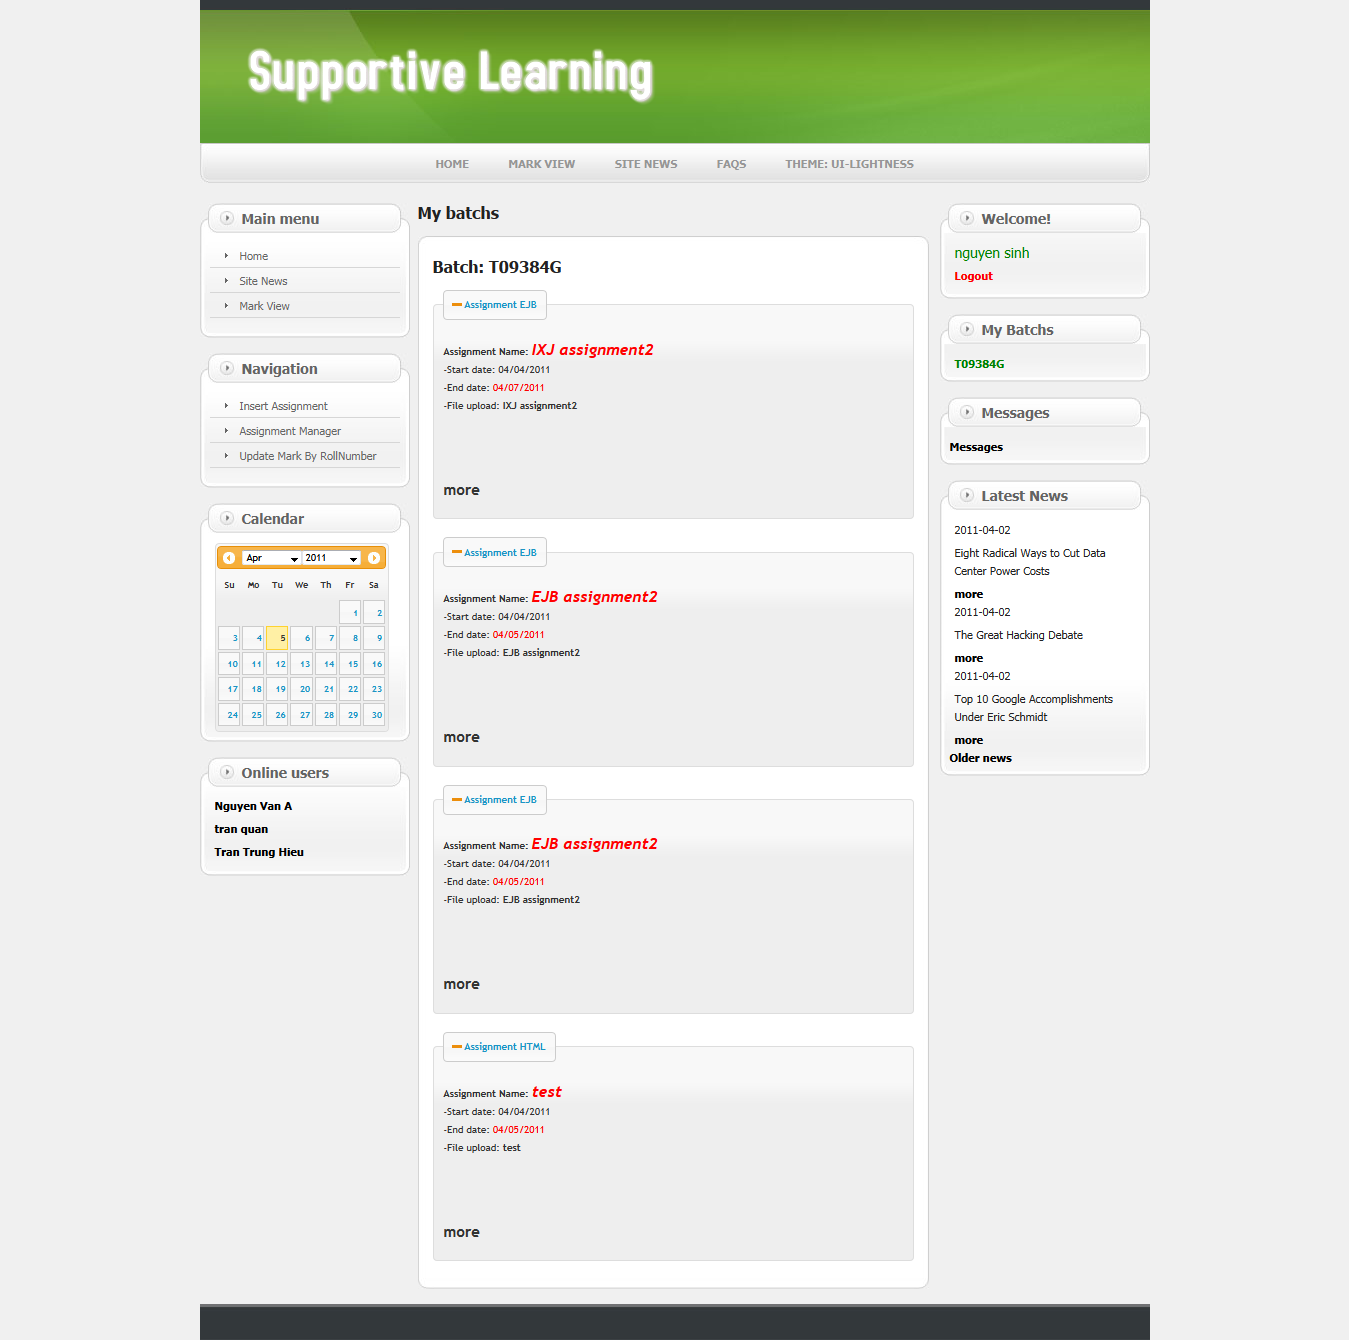 Supportive Learning
HOME MARK VIEW SITE NEWS FAQS THEME: UI-LIGHTNESS
Main menu
Home
Site News
Mark View
Navigation
Insert Assignment
Assignment Manager
Update Mark By RollNumber
Calendar
Apr 2011
Su Mo Tu We Th Fr Sa
1 2
3 4 5 6 7 8 9
10 11 12 13 14 15 16
17 18 19 20 21 22 23
24 25 26 27 28 29 30
Online users
Nguyen Van A
tran quan
Tran Trung Hieu
My batchs
Batch: T09384G
Assignment EJB
Assignment Name: IXJ assignment2
-Start date: 04/04/2011
-End date: 04/07/2011
-File upload: IXJ assignment2
more
Assignment EJB
Assignment Name: EJB assignment2
-Start date: 04/04/2011
-End date: 04/05/2011
-File upload: EJB assignment2
more
Assignment EJB
Assignment Name: EJB assignment2
-Start date: 04/04/2011
-End date: 04/05/2011
-File upload: EJB assignment2
more
Assignment HTML
Assignment Name: test
-Start date: 04/04/2011
-End date: 04/05/2011
-File upload: test
more
Welcome!
nguyen sinh
Logout
My Batchs
T09384G
Messages
Messages
Latest News
2011-04-02
Eight Radical Ways to Cut Data
Center Power Costs
more
2011-04-02
The Great Hacking Debate
more
2011-04-02
Top 10 Google Accomplishments
Under Eric Schmidt
more
Older news